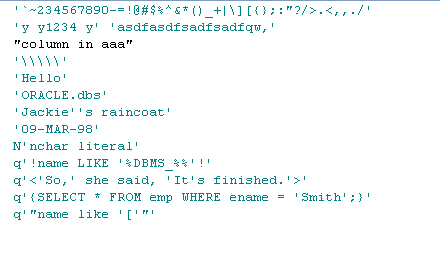 '`~234567890-=!@#$%^&*()_+|\][{};:"?/>.<,,./'
'y y1234 y' 'asdfasdfsadfsadfqw,'
"column in aaa"
'\\\\\'
'Hello'
'ORACLE.dbs'
'Jackie''s raincoat'
'09-MAR-98'
N'nchar literal'
q'!name LIKE '%DBMS_%%'!'
q'<'So,' she said, 'It's finished.'>'
q'{SELECT * FROM emp WHERE ename = 'Smith';}'
q'"name like '['"'